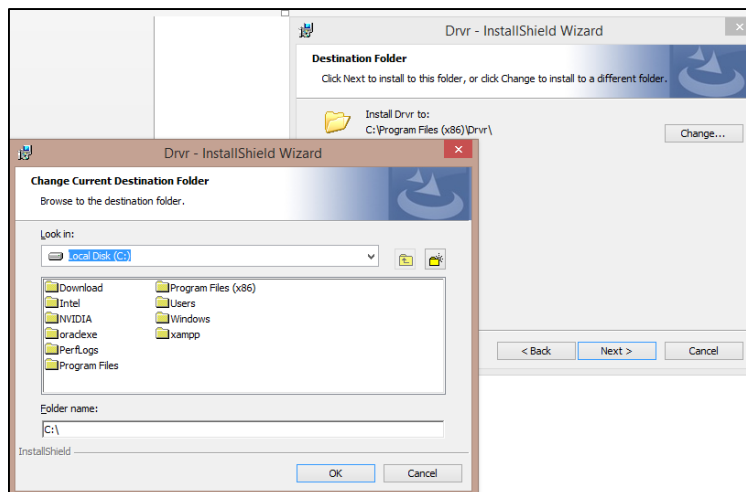 Drvr - InstallShield Wizard
Destination Folder
Click Next to install to this folder, or click Change to install to a different folder.
Install Drvr to:
C:\Program Files (x86)\Drvr\
Change...
< Back
Next >
Cancel
Drvr - InstallShield Wizard
Change Current Destination Folder
Browse to the destination folder.
Look in:
Local Disk (C:)
Download
Intel
NVIDIA
oraclexe
PerfLogs
Program Files
Program Files (x86)
Users
Windows
xampp
Folder name:
C:\
InstallShield
OK
Cancel